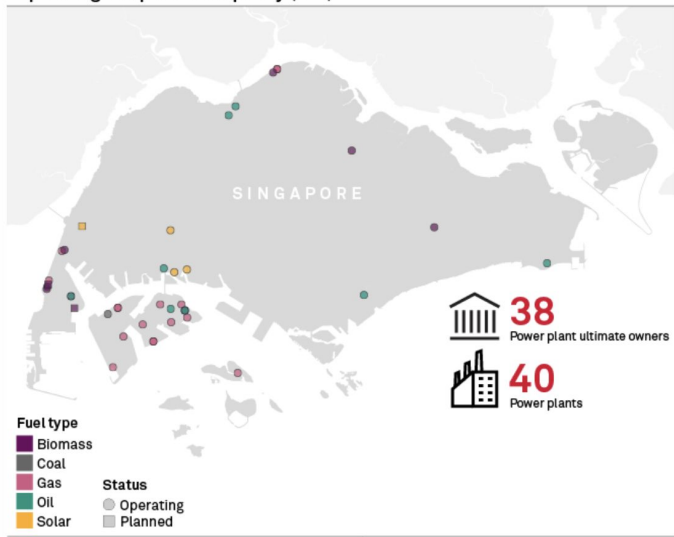 SINGAPORE
38
Power plant ultimate owners
40
Power plants
Fuel type
Biomass
Coal
Gas
Oil
Solar
Status
Operating
Planned